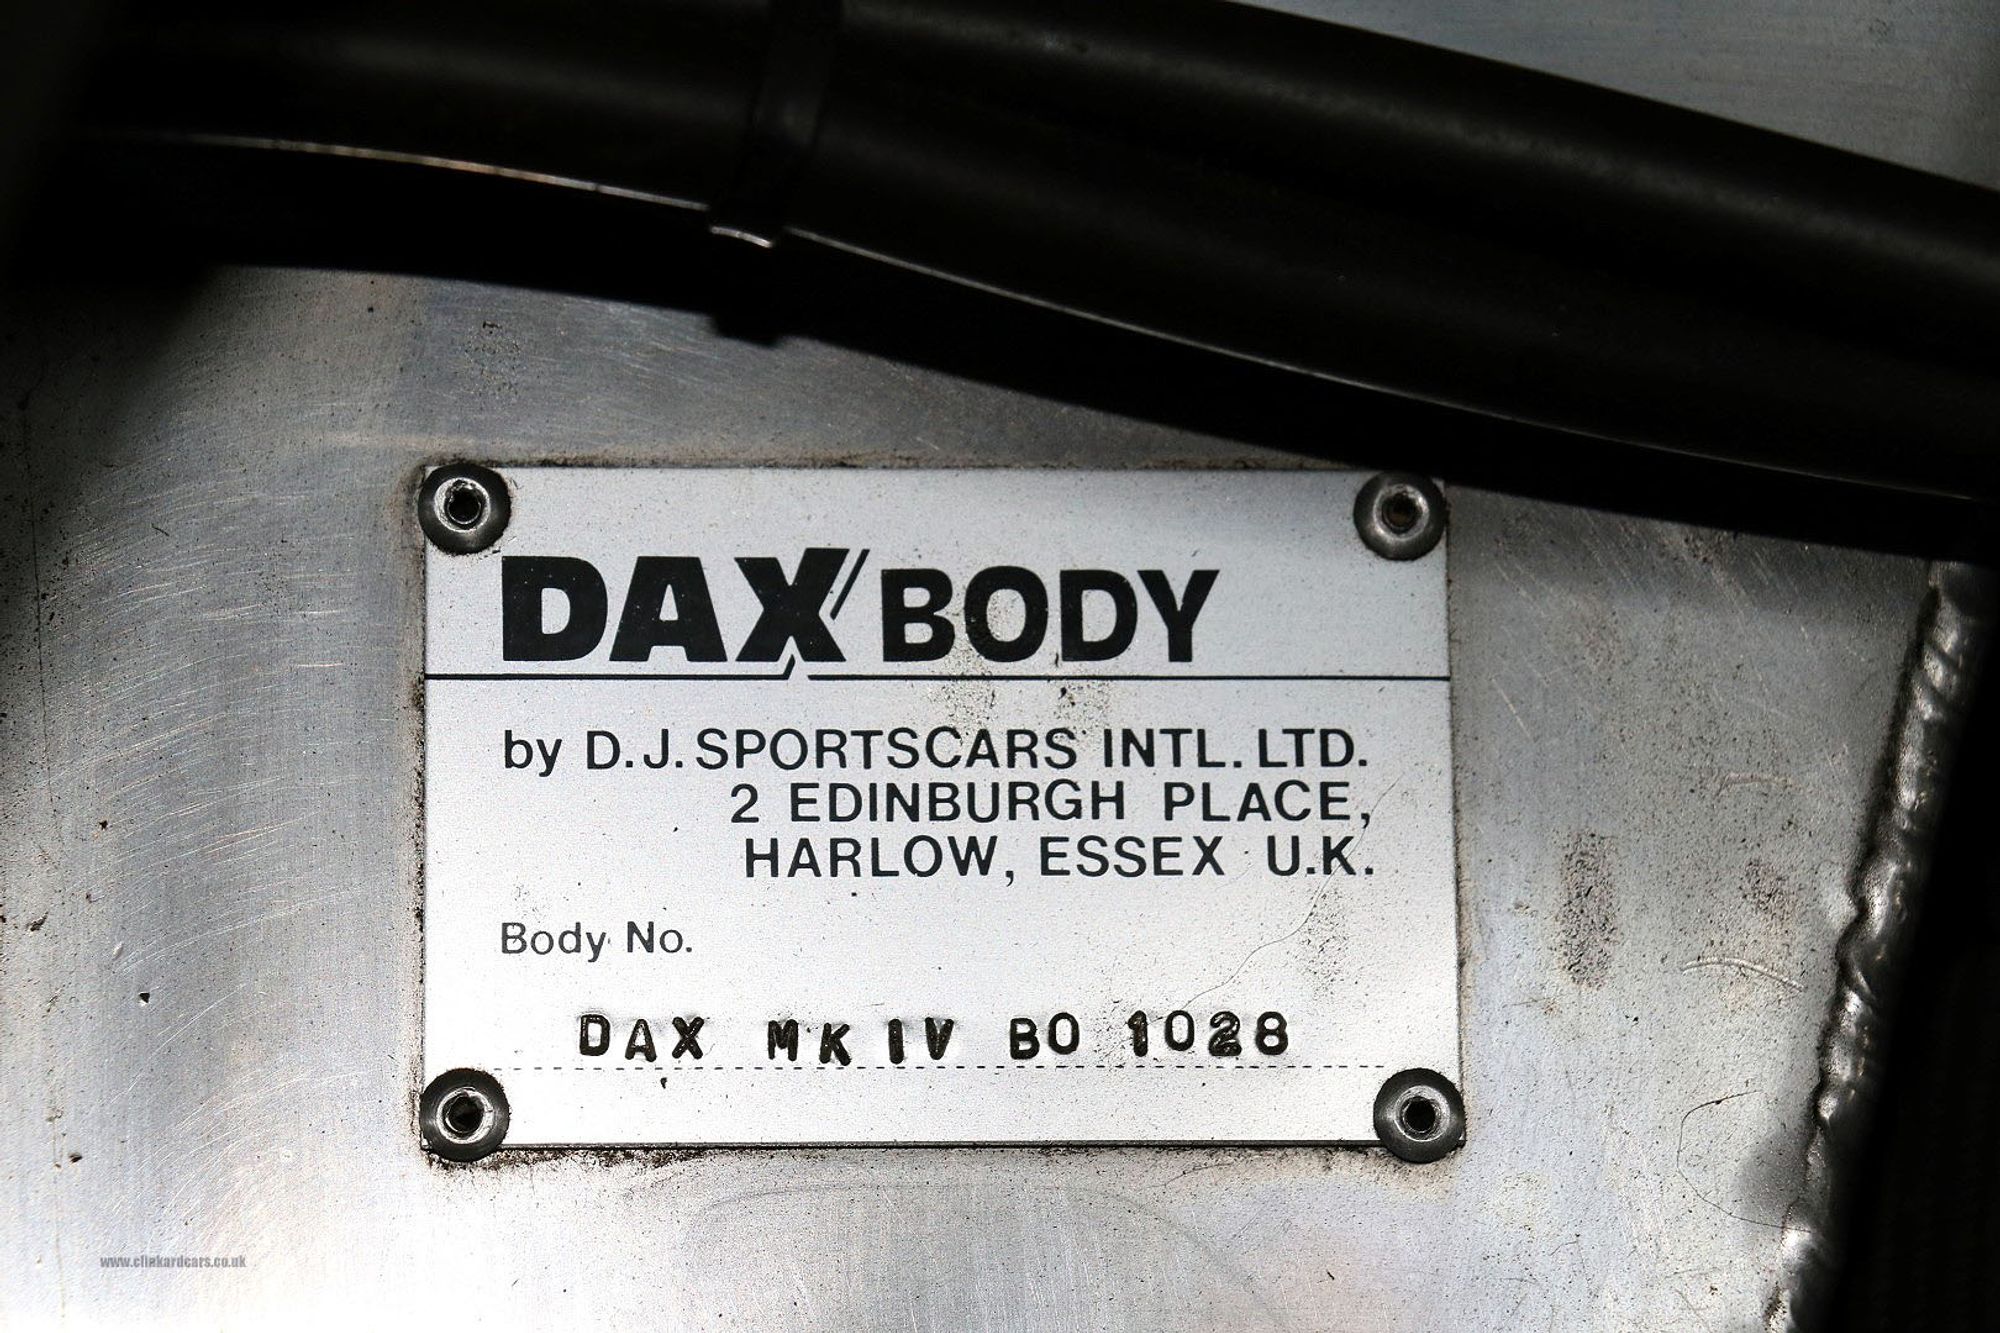 DAX BODY
by D.J. SPORTSCARS INTL. LTD.
2 EDINBURGH PLACE,
HARLOW, ESSEX U.K.
Body No.
DAX MK IV BO 1028
www.clinkardcars.co.uk